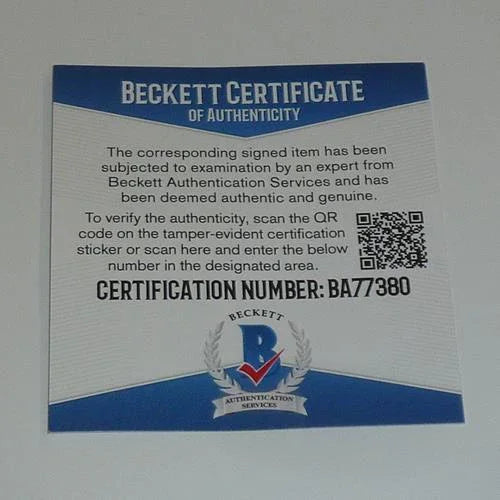 BECKETT CERTIFICATE
OF AUTHENTICITY
The corresponding signed item has been
subjected to examination by an expert from
Beckett Authentication Services and has
been deemed authentic and genuine.
To verify the authenticity, scan the QR
code on the tamper-evident certification
sticker or scan here and enter the below
number in the designated area.
CERTIFICATION NUMBER: BA77380
BECKETT
B
AUTHENTICATION
SERVICES